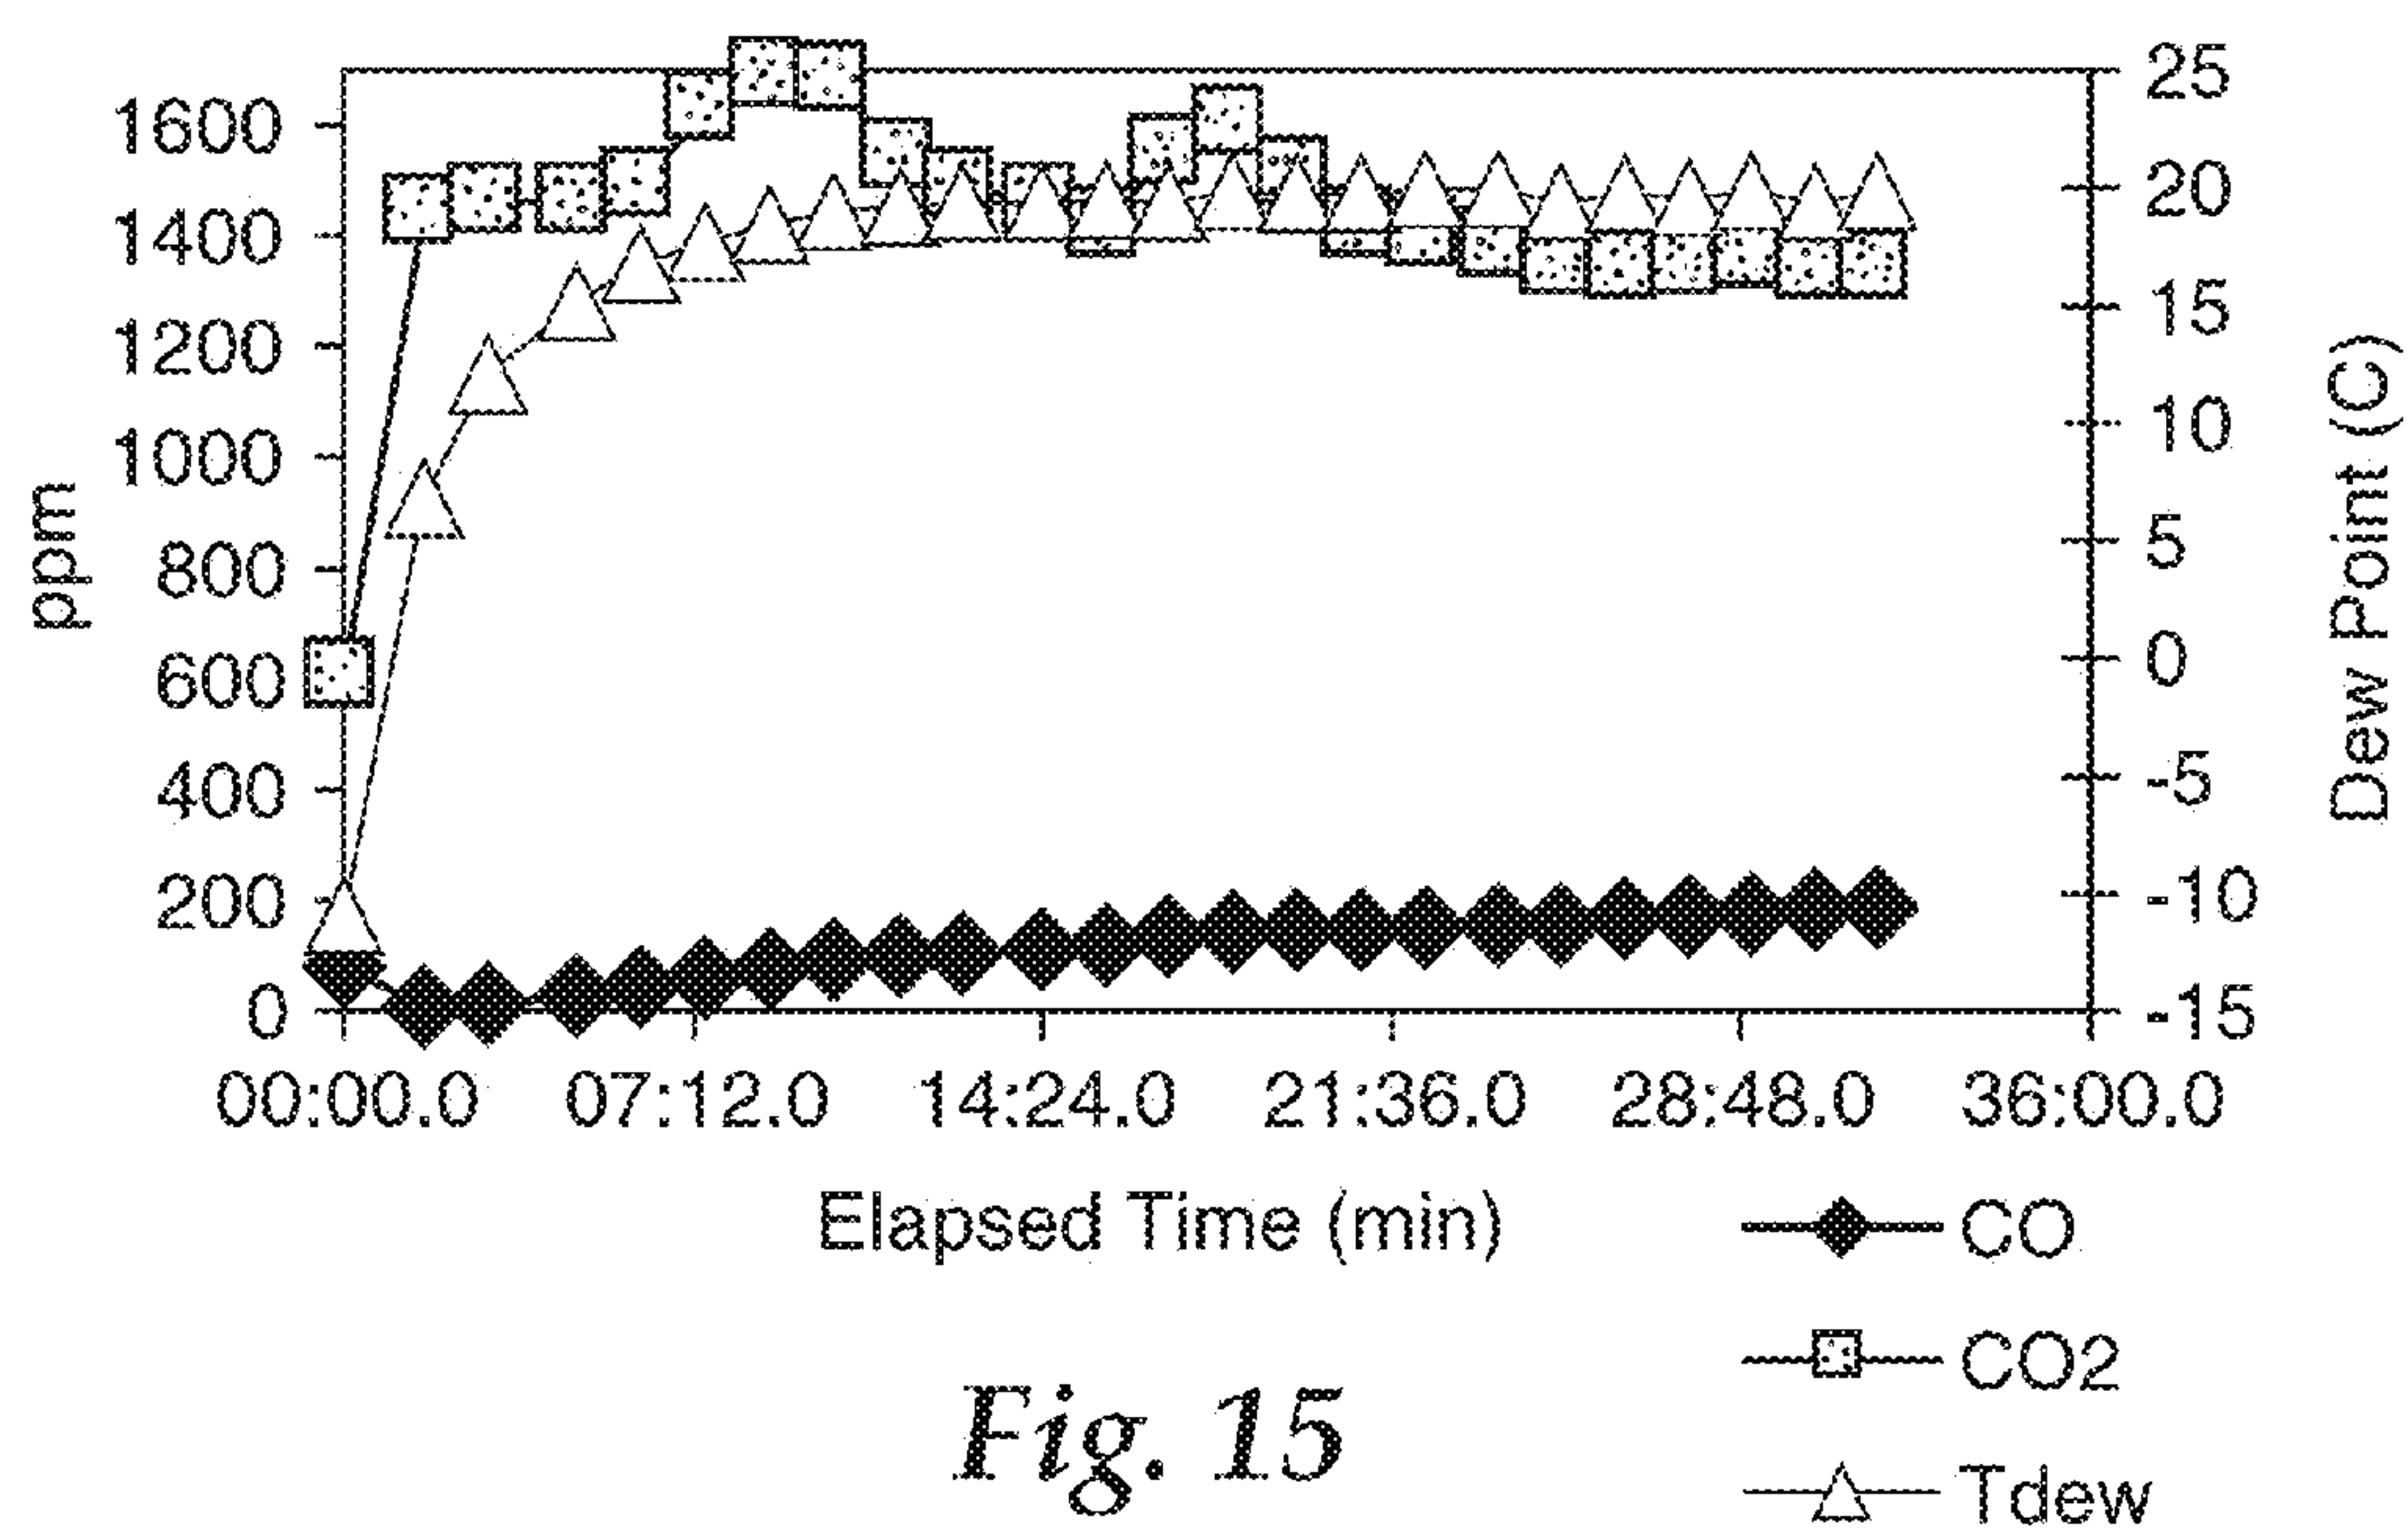 ppm
1600
1400
1200
1000
800
600
400
200
0
25
20
15
10
5
0
-5
-10
-15
Dew Point (C)
00:00.0 07:12.0 14:24.0 21:36.0 28:48.0 36:00.0
Elapsed Time (min)
CO
CO2
Tdew
Fig. 15